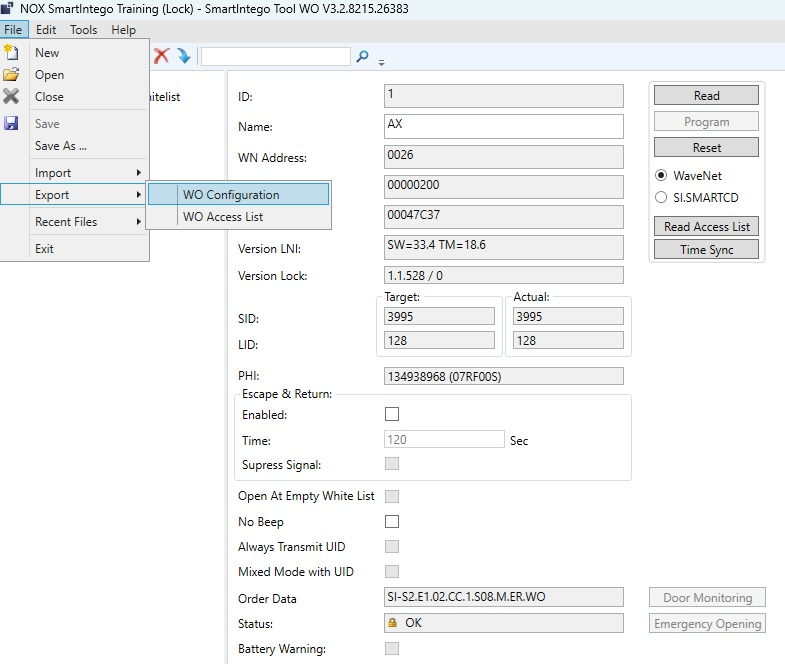 NOX SmartIntego Training (Lock) - SmartIntego Tool WO V3.2.8215.26383
File Edit Tools Help
New
Open
Close
Save
Save As ...
Import
Export
Recent Files
Exit
WO Configuration
WO Access List
itelist
ID: 1
Name: AX
WN Address: 0026
00000200
00047C37
Version LNI: SW=33.4 TM=18.6
Version Lock: 1.1.528 / 0
Target: Actual:
SID: 3995 3995
LID: 128 128
PHI: 134938968 (07RF00S)
Escape & Return:
Enabled:
Time: 120 Sec
Supress Signal:
Open At Empty White List
No Beep
Always Transmit UID
Mixed Mode with UID
Order Data SI-S2.E1.02.CC.1.S08.M.ER.WO
Status: OK
Battery Warning:
Read
Program
Reset
WaveNet
SI.SMARTCD
Read Access List
Time Sync
Door Monitoring
Emergency Opening